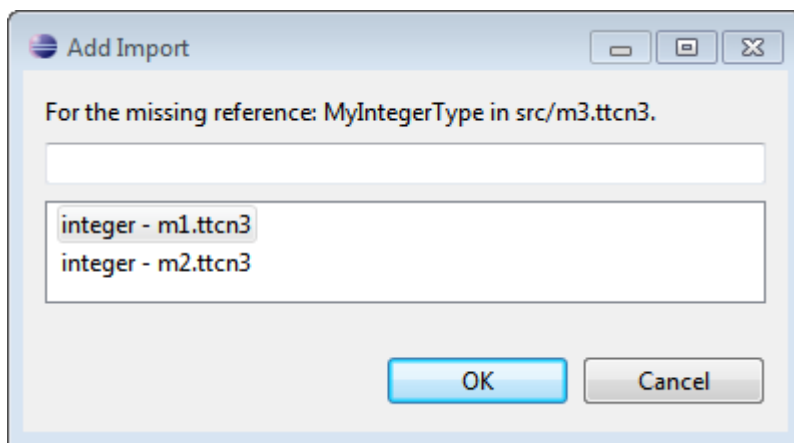 Add Import
For the missing reference: MyIntegerType in src/m3.ttcn3.
integer - m1.ttcn3
integer - m2.ttcn3
OK
Cancel